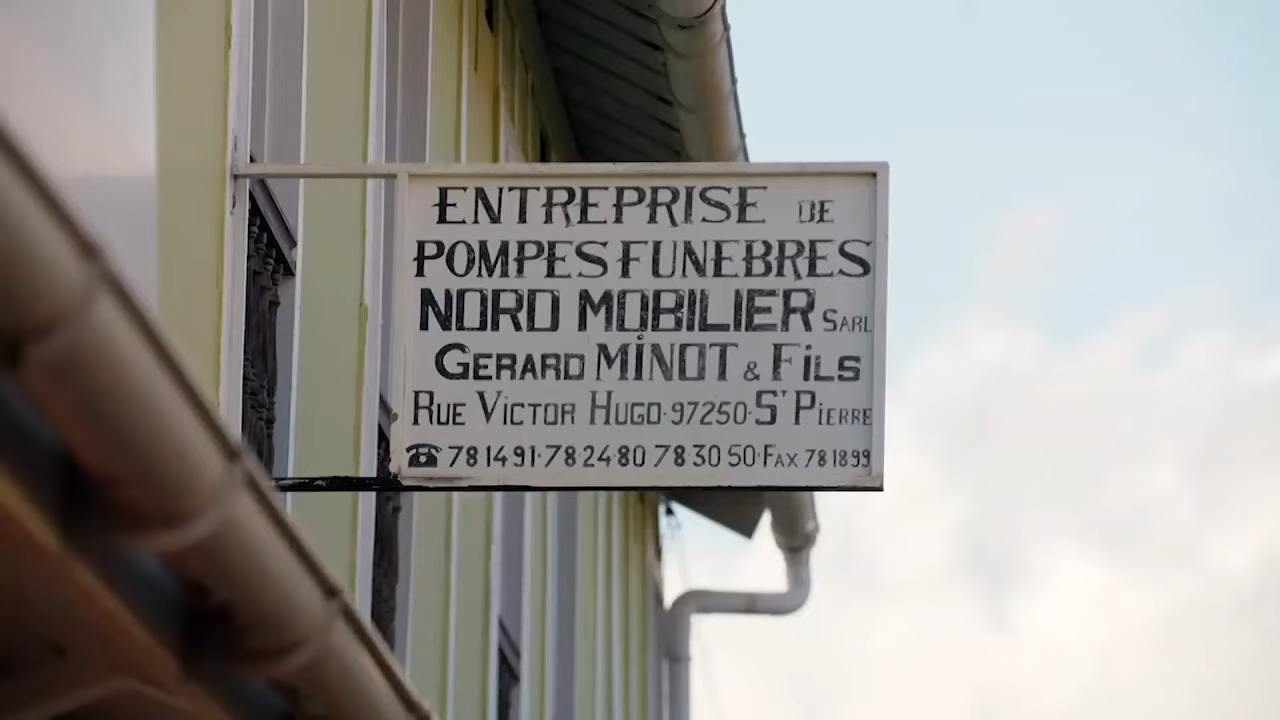 ENTREPRISE DE
POMPES FUNEBRES
NORD MOBILIER SARL
GERARD MINOT & FiLS
RUE VICTOR HUGO·97250·ST PIERRE
☎ 78 14 91·78 24 80 78 30 50·FAX 78 18 99